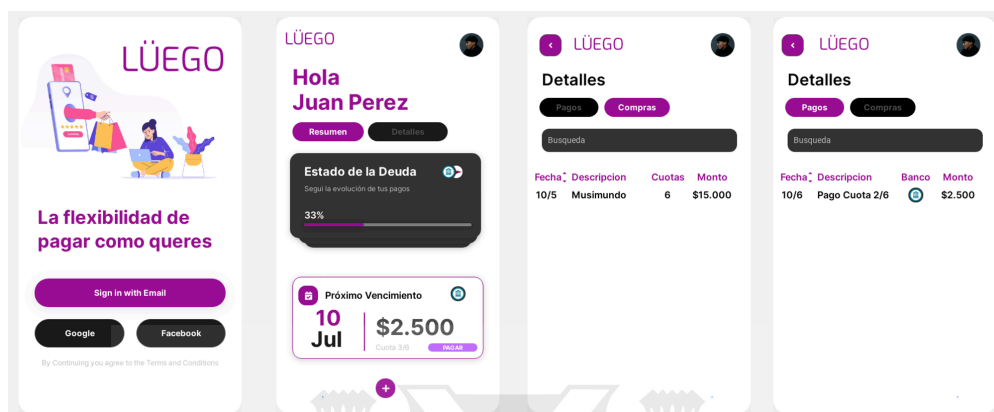 LÜEGO
La flexibilidad de
pagar como queres
Sign in with Email
Google
Facebook
By Continuing you agree to the Terms and Conditions
LÜEGO
Hola
Juan Perez
Resumen
Detalles
Estado de la Deuda
Seguí la evolución de tus pagos
33%
Próximo Vencimiento
10
Jul
$2.500
Cuota 3/6
PAGAR
+
LÜEGO
Detalles
Pagos
Compras
Busqueda
Fecha Descripcion Cuotas Monto
10/5 Musimundo 6 $15.000
LÜEGO
Detalles
Pagos
Compras
Busqueda
Fecha Descripcion Banco Monto
10/6 Pago Cuota 2/6 $2.500